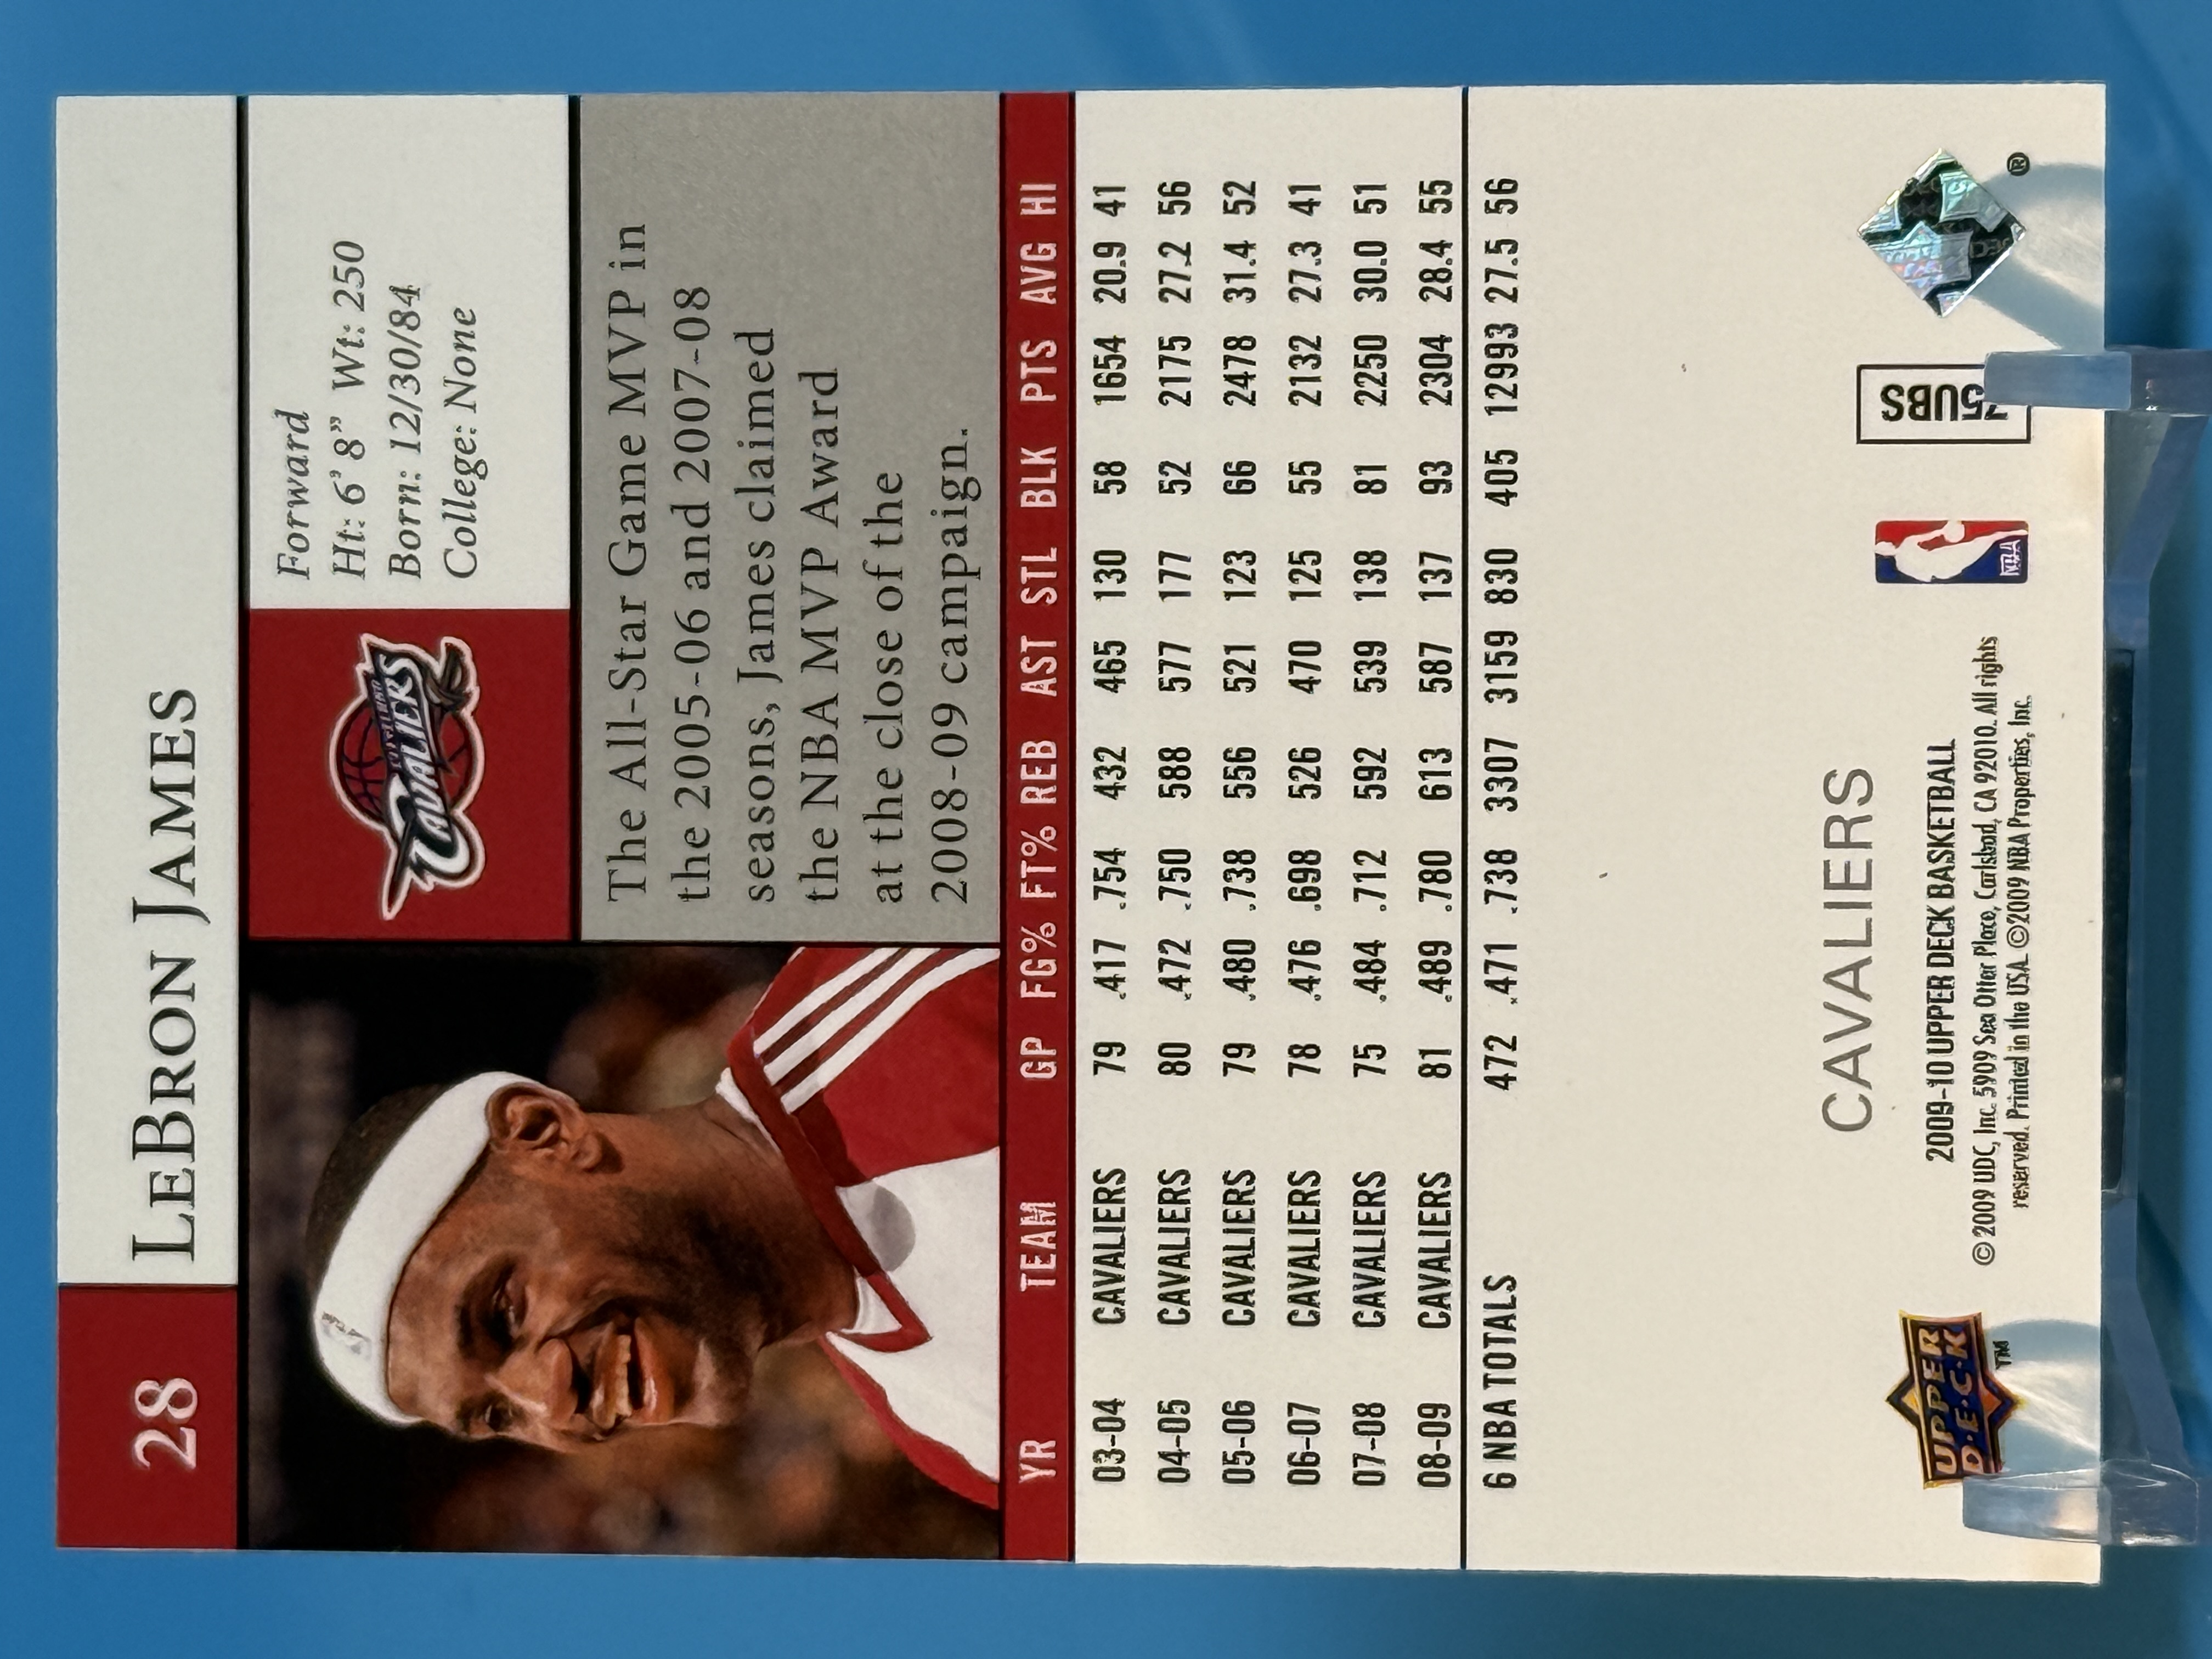 28 LEBRON JAMES
CLEVELAND
CAVALIERS
Forward
Ht: 6' 8" Wt: 250
Born: 12/30/84
College: None
The All-Star Game MVP in
the 2005-06 and 2007-08
seasons, James claimed
the NBA MVP Award
at the close of the
2008-09 campaign.
YR TEAM GP FG% FT% REB AST STL BLK PTS AVG HI
03-04 CAVALIERS 79 .417 .754 432 465 130 58 1654 20.9 41
04-05 CAVALIERS 80 .472 .750 588 577 177 52 2175 27.2 56
05-06 CAVALIERS 79 .480 .738 556 521 123 66 2478 31.4 52
06-07 CAVALIERS 78 .476 .698 526 470 125 55 2132 27.3 41
07-08 CAVALIERS 75 .484 .712 592 539 138 81 2250 30.0 51
08-09 CAVALIERS 81 .489 .780 613 587 137 93 2304 28.4 55
6 NBA TOTALS 472 .471 .738 3307 3159 830 405 12993 27.5 56
CAVALIERS
UPPER
D·E·C·K
TM
2009-10 UPPER DECK BASKETBALL
©2009 UDC, Inc. 5909 Sea Otter Place, Carlsbad, CA 92010. All rights
reserved. Printed in the USA. ©2009 NBA Properties, Inc.
NBA
75UBS
®